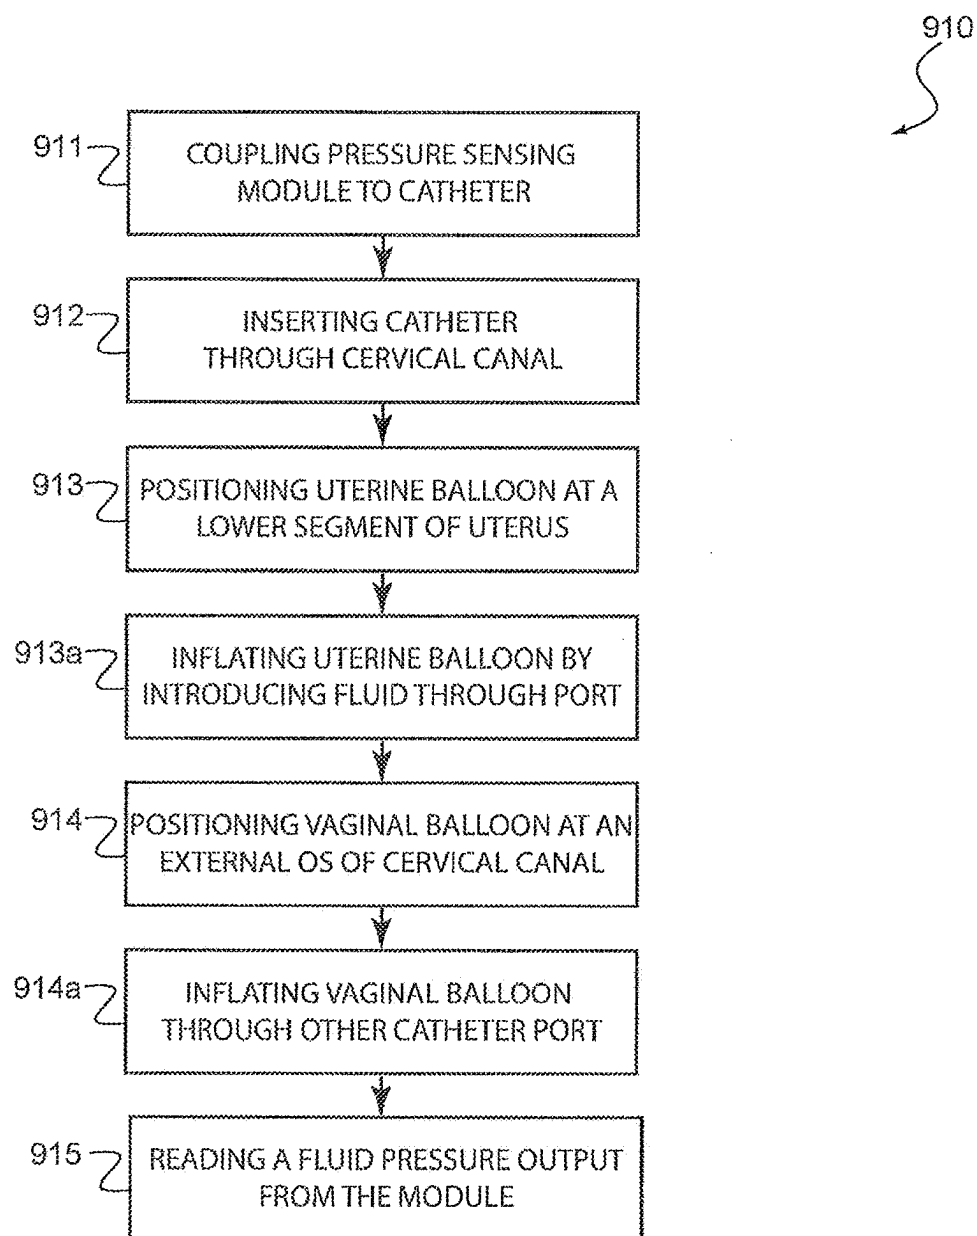 910
911
COUPLING PRESSURE SENSING
MODULE TO CATHETER
912
INSERTING CATHETER
THROUGH CERVICAL CANAL
913
POSITIONING UTERINE BALLOON AT A
LOWER SEGMENT OF UTERUS
913a
INFLATING UTERINE BALLOON BY
INTRODUCING FLUID THROUGH PORT
914
POSITIONING VAGINAL BALLOON AT AN
EXTERNAL OS OF CERVICAL CANAL
914a
INFLATING VAGINAL BALLOON
THROUGH OTHER CATHETER PORT
915
READING A FLUID PRESSURE OUTPUT
FROM THE MODULE